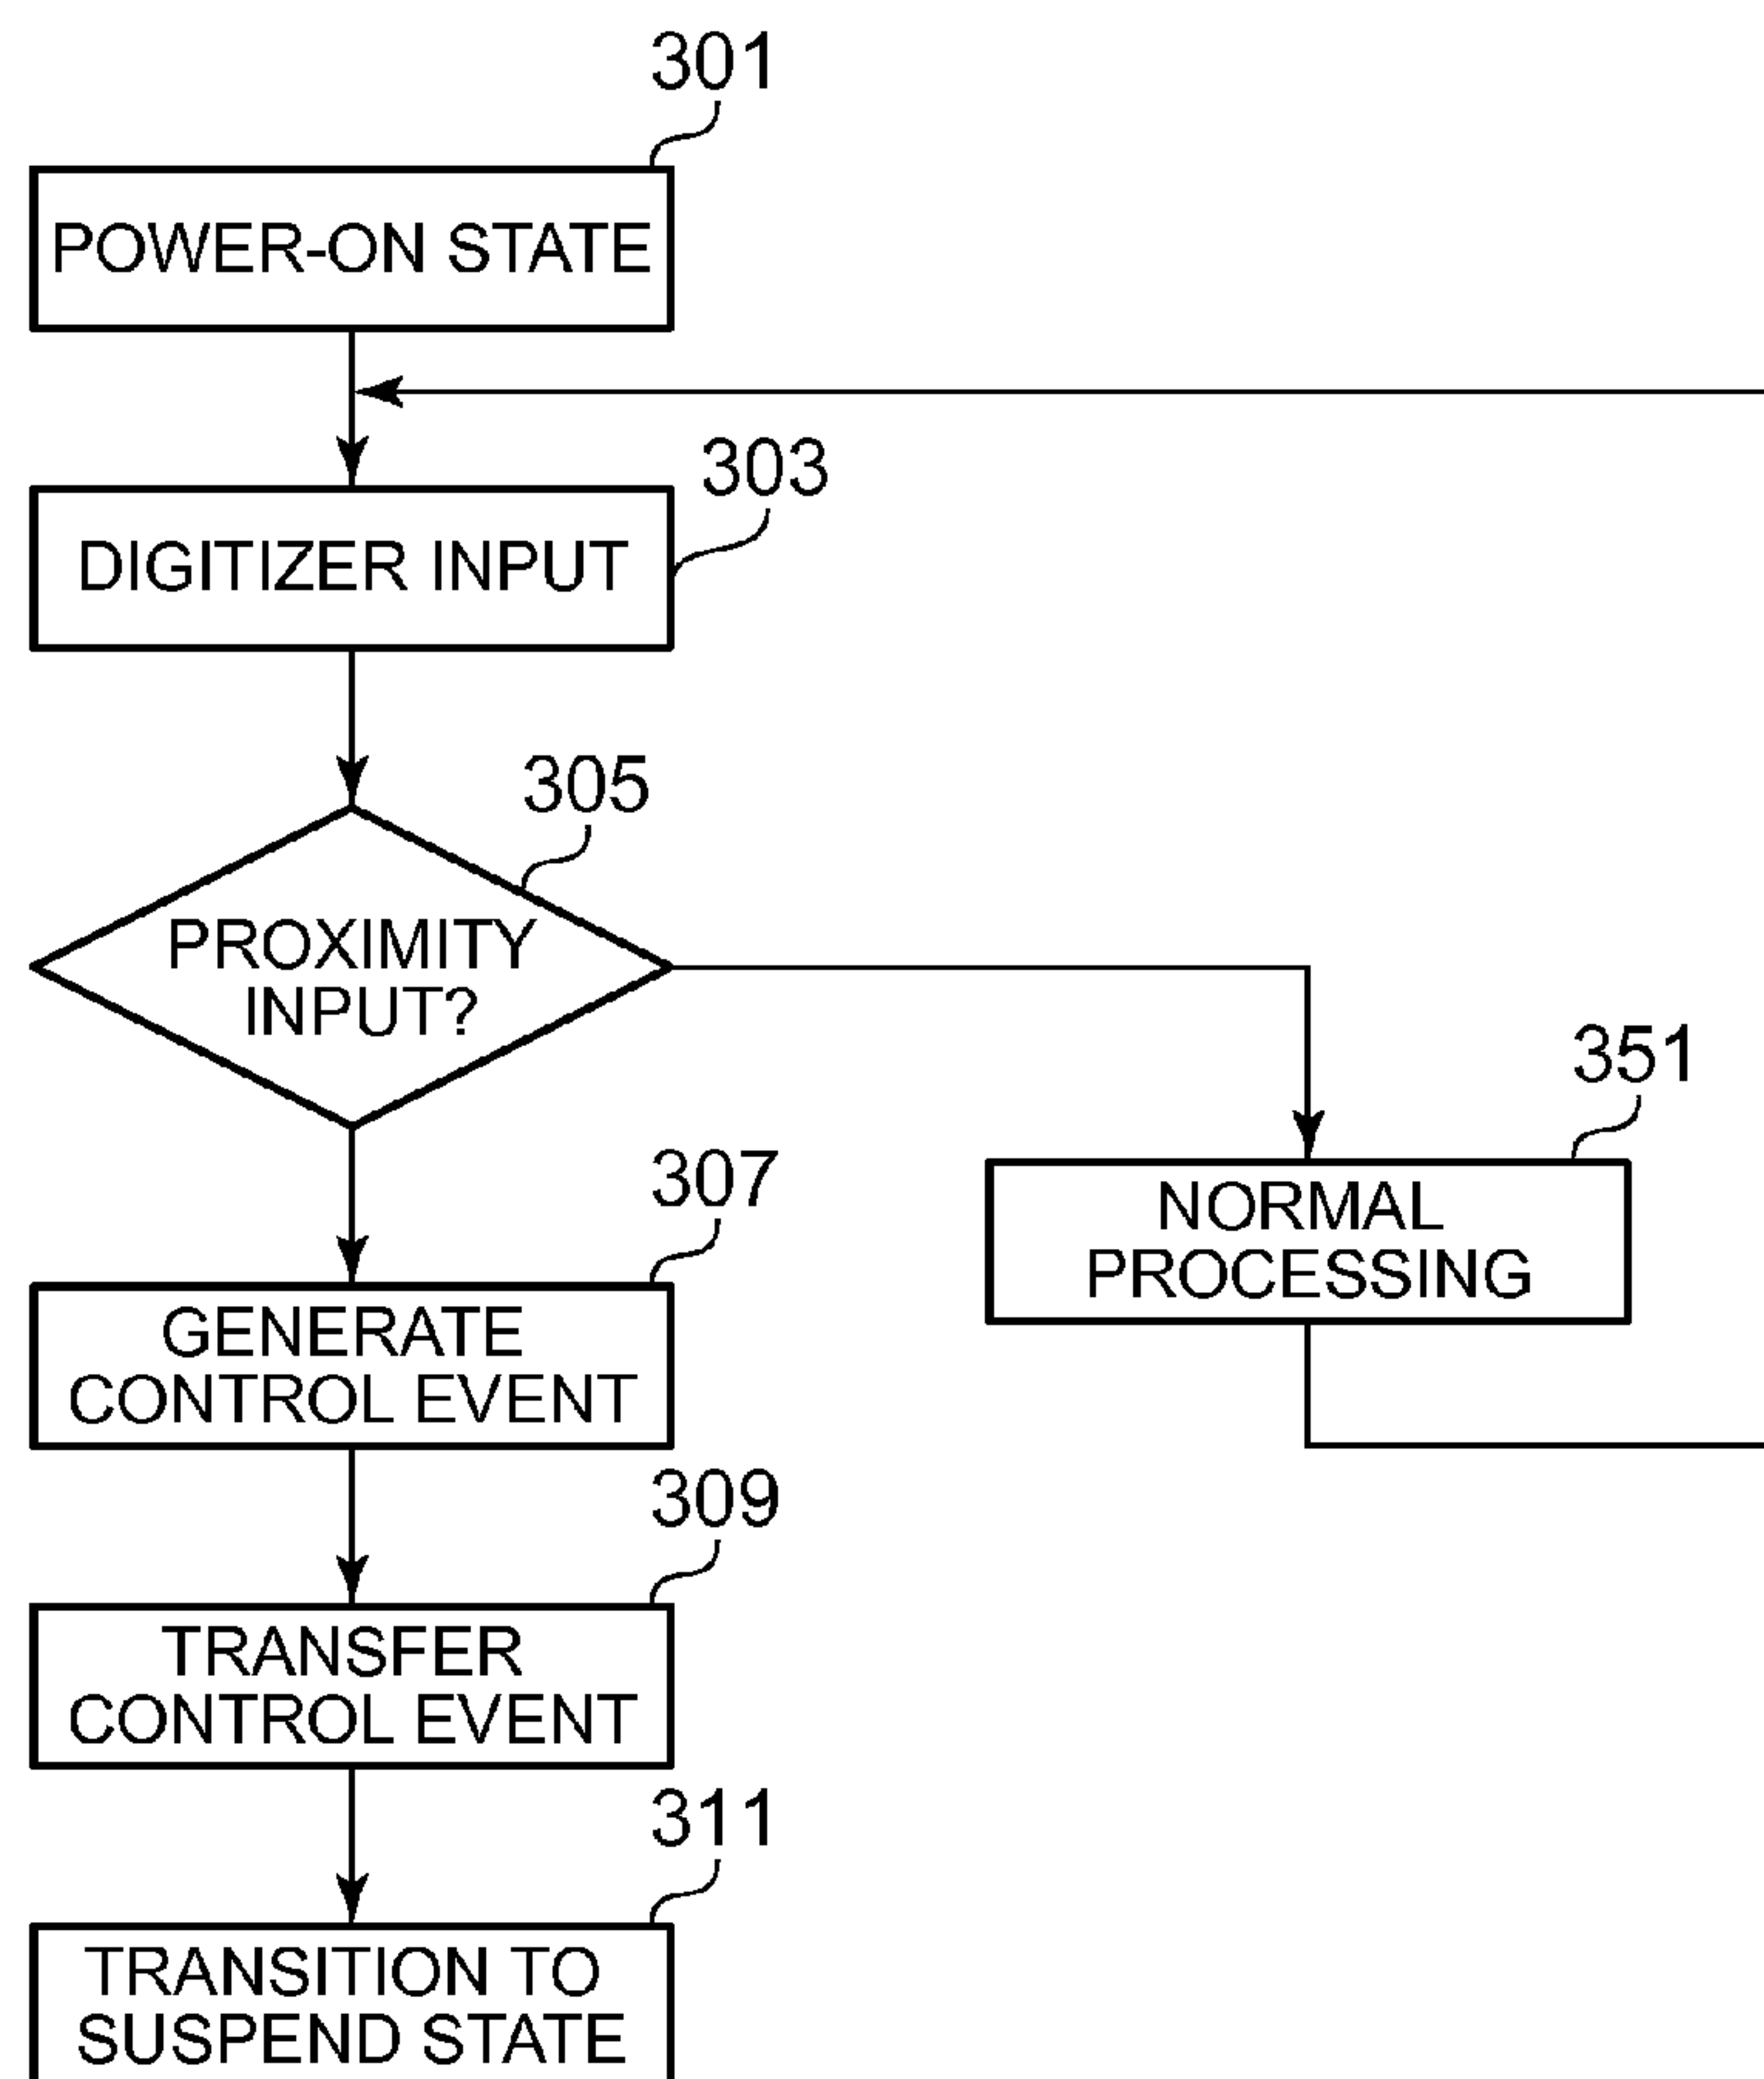 301
POWER-ON STATE
303
DIGITIZER INPUT
305
PROXIMITY
INPUT?
351
NORMAL
PROCESSING
307
GENERATE
CONTROL EVENT
309
TRANSFER
CONTROL EVENT
311
TRANSITION TO
SUSPEND STATE